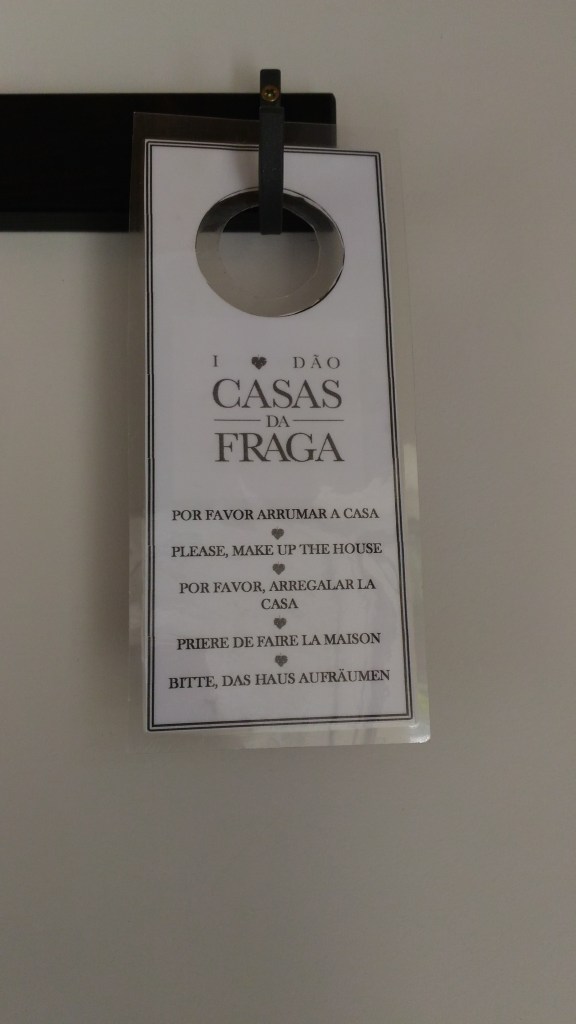 I ♥ DÃO
CASAS
DA
FRAGA
POR FAVOR ARRUMAR A CASA
PLEASE, MAKE UP THE HOUSE
POR FAVOR, ARREGALAR LA
CASA
PRIERE DE FAIRE LA MAISON
BITTE, DAS HAUS AUFRÄUMEN